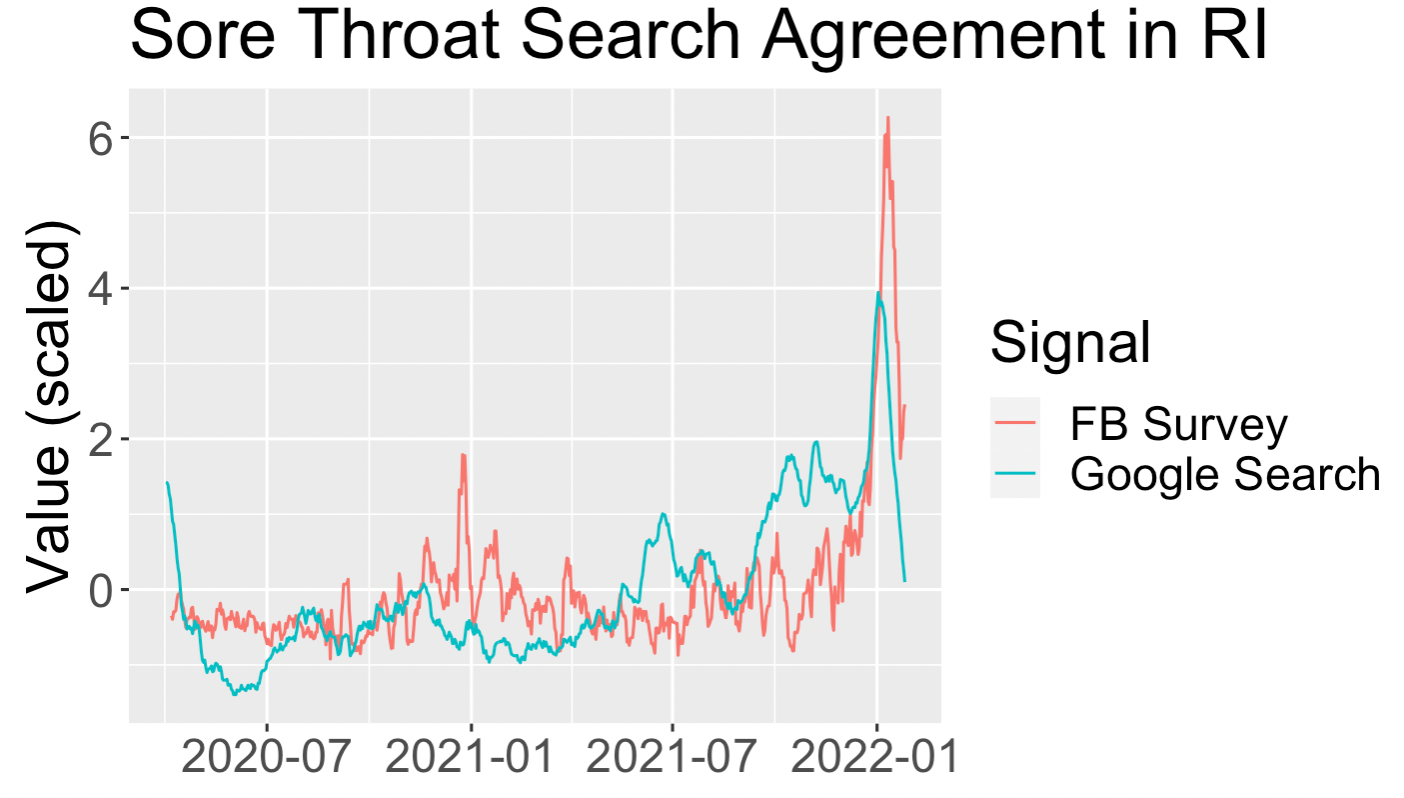 Sore Throat Search Agreement in RI
Value (scaled)
6
4
2
0
2020-07 2021-01 2021-07 2022-01
Signal
FB Survey
Google Search